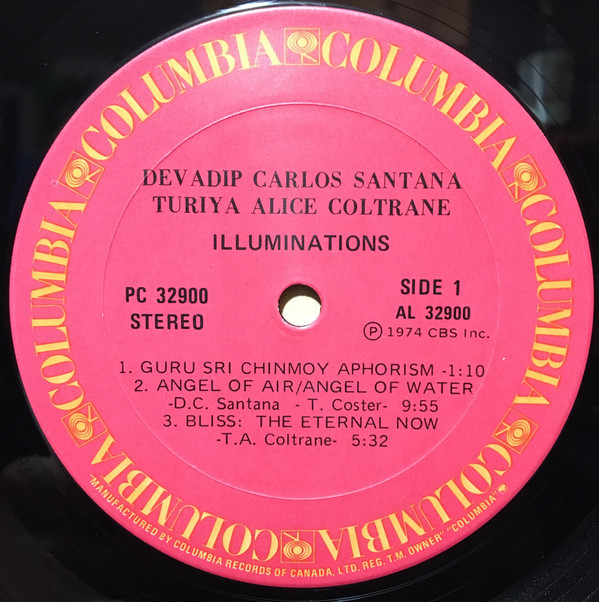 COLUMBIA COLUMBIA COLUMBIA COLUMBIA COLUMBIA COLUMBIA COLUMBIA COLUMBIA
DEVADIP CARLOS SANTANA
TURIYA ALICE COLTRANE
ILLUMINATIONS
PC 32900
STEREO
SIDE 1
AL 32900
Ⓟ 1974 CBS Inc.
1. GURU SRI CHINMOY APHORISM -1:10
2. ANGEL OF AIR/ANGEL OF WATER
-D.C. Santana - T. Coster- 9:55
3. BLISS: THE ETERNAL NOW
-T.A. Coltrane- 5:32
"MANUFACTURED BY COLUMBIA RECORDS OF CANADA, LTD. REG. T.M. OWNER" "COLUMBIA"